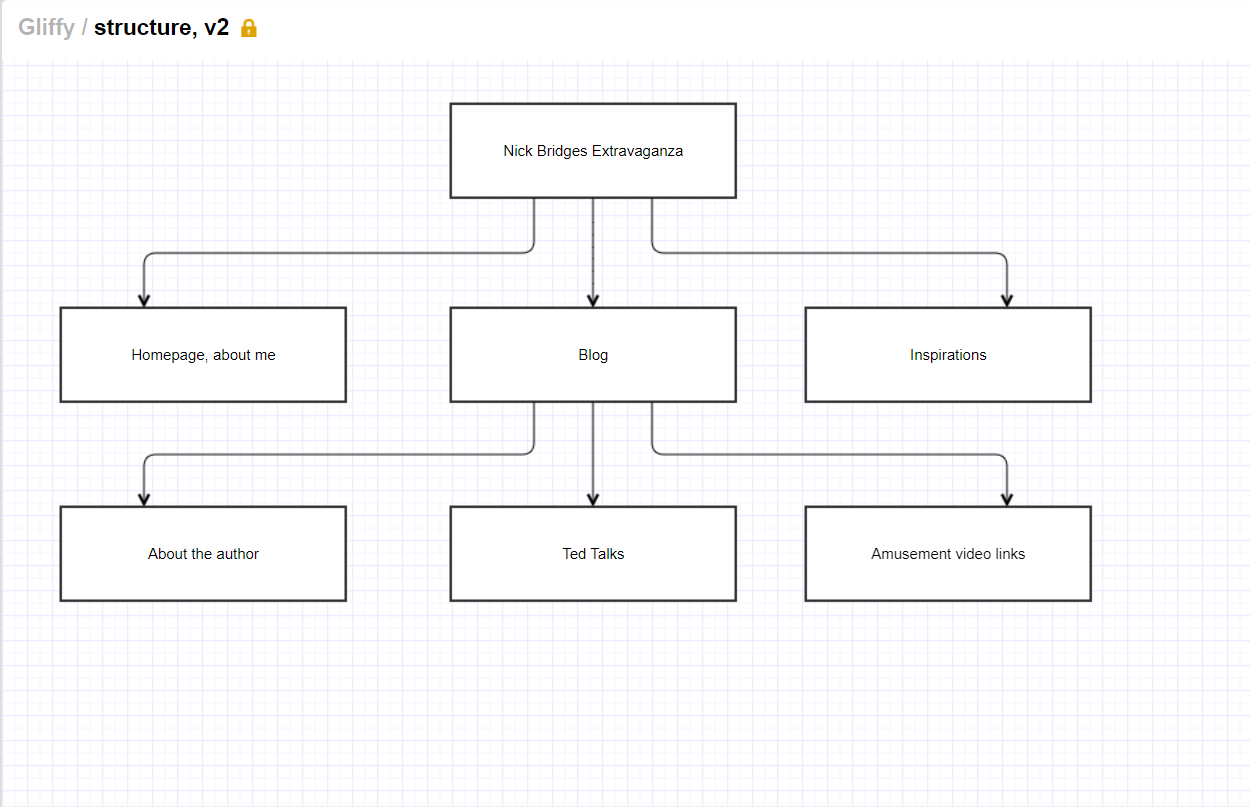 Gliffy / structure, v2
Nick Bridges Extravaganza
Homepage, about me
Blog
Inspirations
About the author
Ted Talks
Amusement video links